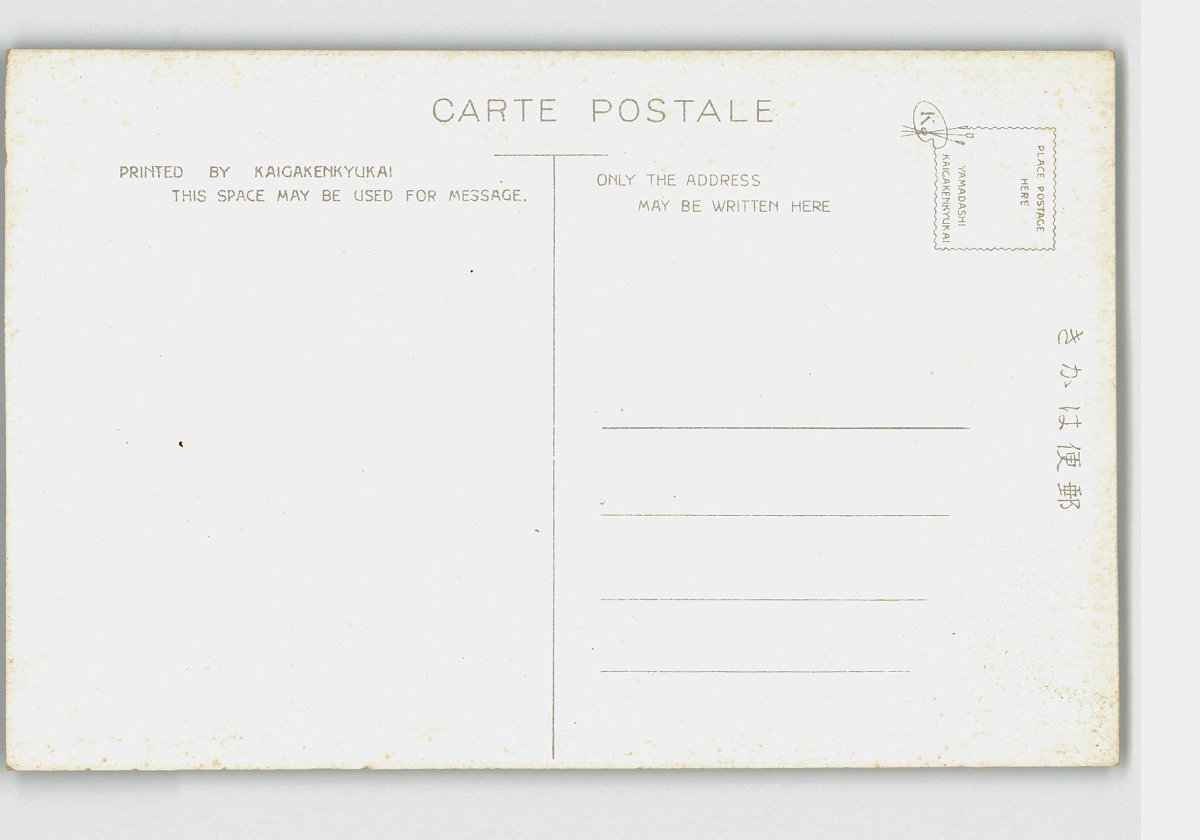 CARTE POSTALE
PRINTED BY KAIGAKENKYUKAI
THIS SPACE MAY BE USED FOR MESSAGE.
ONLY THE ADDRESS
MAY BE WRITTEN HERE
K
PLACE POSTAGE
HERE
YAMADASHI
KAIGAKENKYUKAI
きかは便郵